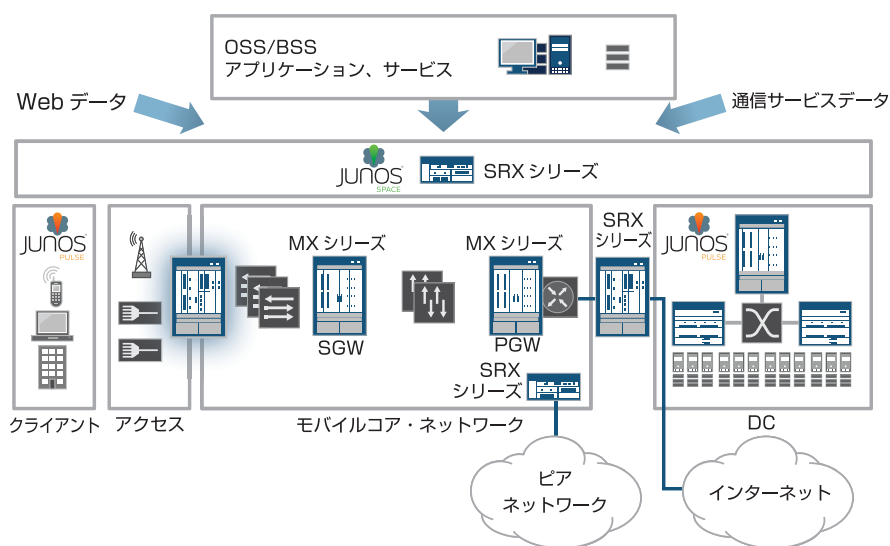 OSS/BSS
アプリケーション、サービス
Web データ
通信サービスデータ
JUNOS
SPACE
SRX シリーズ
JUNOS
PULSE
MX シリーズ
SGW
MX シリーズ
PGW
SRX
シリーズ
SRX
シリーズ
JUNOS
PULSE
クライアント
アクセス
モバイルコア・ネットワーク
DC
ピア
ネットワーク
インターネット